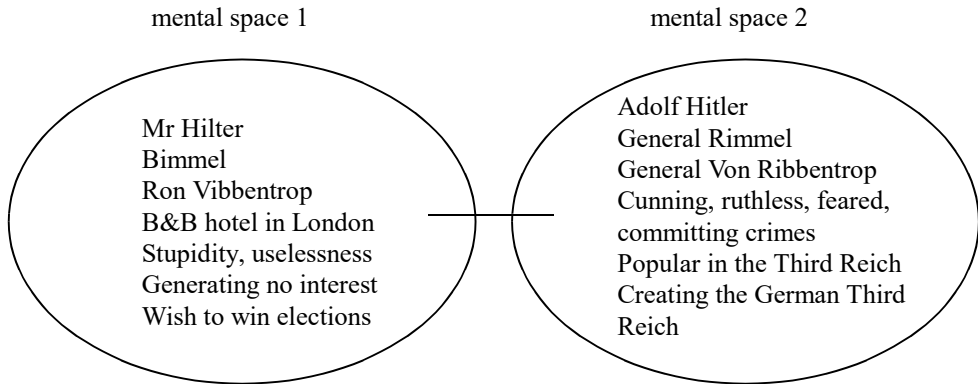 mental space 1
mental space 2
Mr Hilter
Bimmel
Ron Vibbentrop
B&B hotel in London
Stupidity, uselessness
Generating no interest
Wish to win elections
Adolf Hitler
General Rimmel
General Von Ribbentrop
Cunning, ruthless, feared,
committing crimes
Popular in the Third Reich
Creating the German Third
Reich